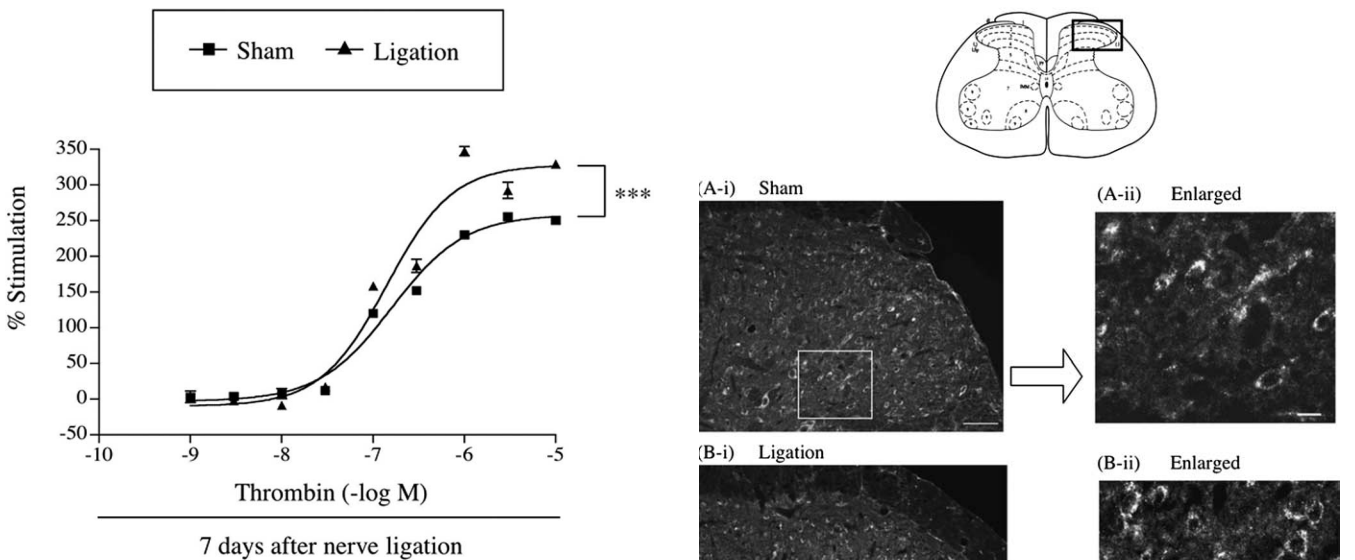 Sham Ligation
350
300
250
200
150
100
50
0
-50
% Stimulation
***
-10 -9 -8 -7 -6 -5
Thrombin (-log M)
7 days after nerve ligation
(A-i) Sham
(A-ii) Enlarged
(B-i) Ligation
(B-ii) Enlarged